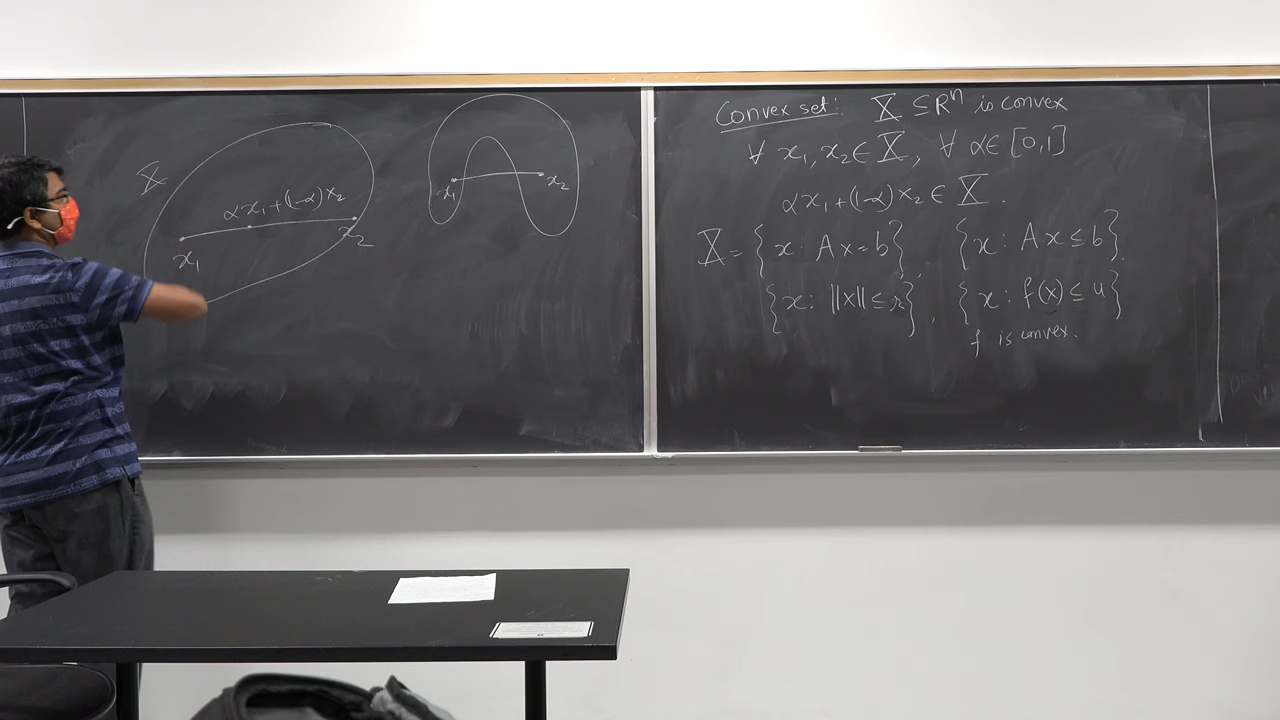 X
αx₁+(1-α)x₂
x₁
x₂
x₁
x₂
Convex set: X ⊆ Rⁿ is convex
∀ x₁, x₂ ∈ X, ∀ α ∈ [0,1]
αx₁+(1-α)x₂ ∈ X.
X = {x: Ax=b}, {x: Ax ≤ b}.
{x: ||x|| ≤ r}, {x: f(x) ≤ u}
f is convex.